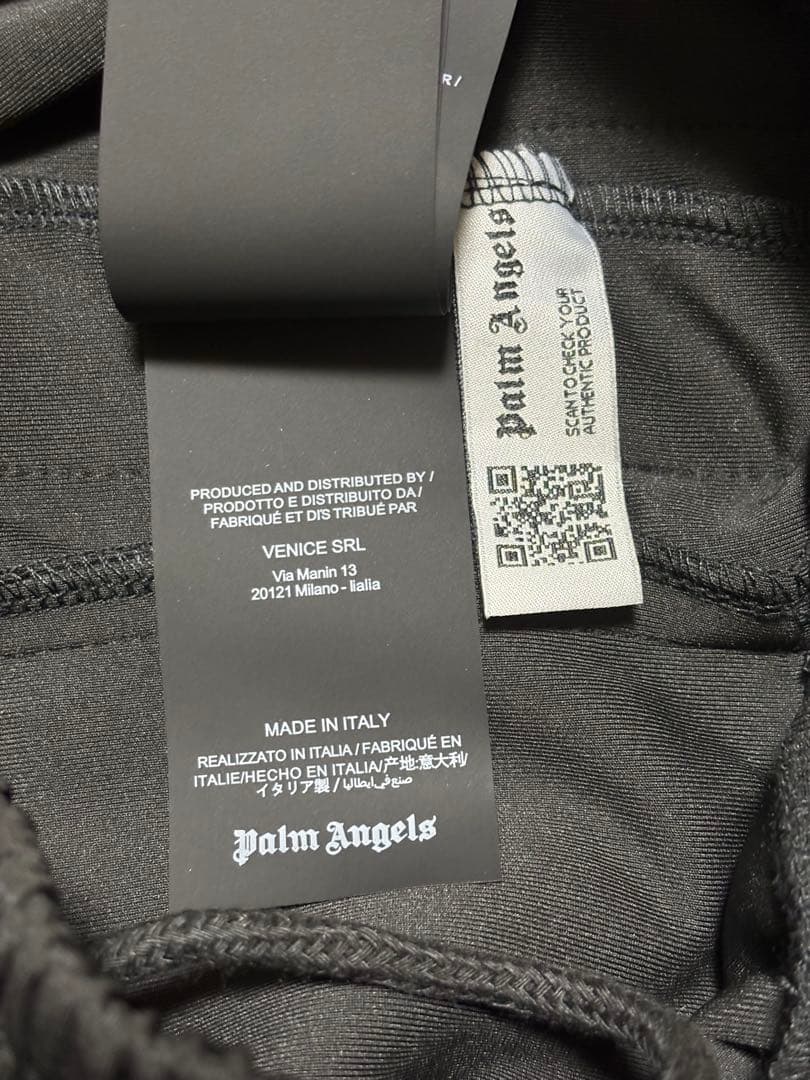 R/
PRODUCED AND DISTRIBUTED BY /
PRODOTTO E DISTRIBUITO DA /
FABRIQUÉ ET DIS TRIBUÉ PAR
VENICE SRL
Via Manin 13
20121 Milano - lialia
MADE IN ITALY
REALIZZATO IN ITALIA / FABRIQUÉ EN
ITALIE/HECHO EN ITALIA/产地:意大利/
イタリア製 / صنع في ايطاليا
Palm Angels
Palm Angels
SCAN TO CHECK YOUR
AUTHENTIC PRODUCT